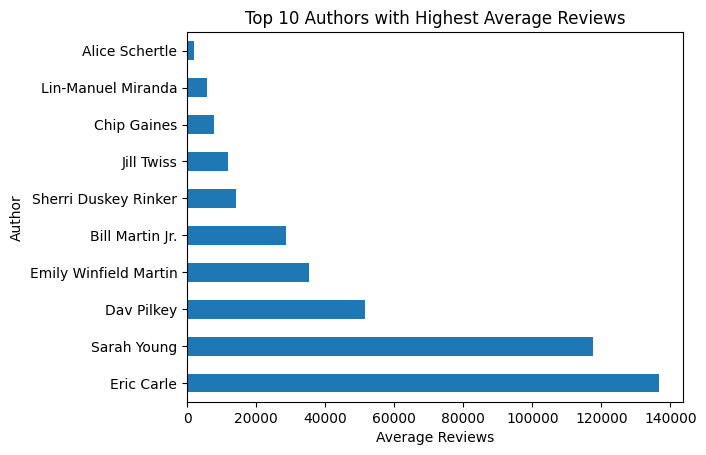 Top 10 Authors with Highest Average Reviews
Alice Schertle
Lin-Manuel Miranda
Chip Gaines
Jill Twiss
Sherri Duskey Rinker
Bill Martin Jr.
Emily Winfield Martin
Dav Pilkey
Sarah Young
Eric Carle
Author
0 20000 40000 60000 80000 100000 120000 140000
Average Reviews